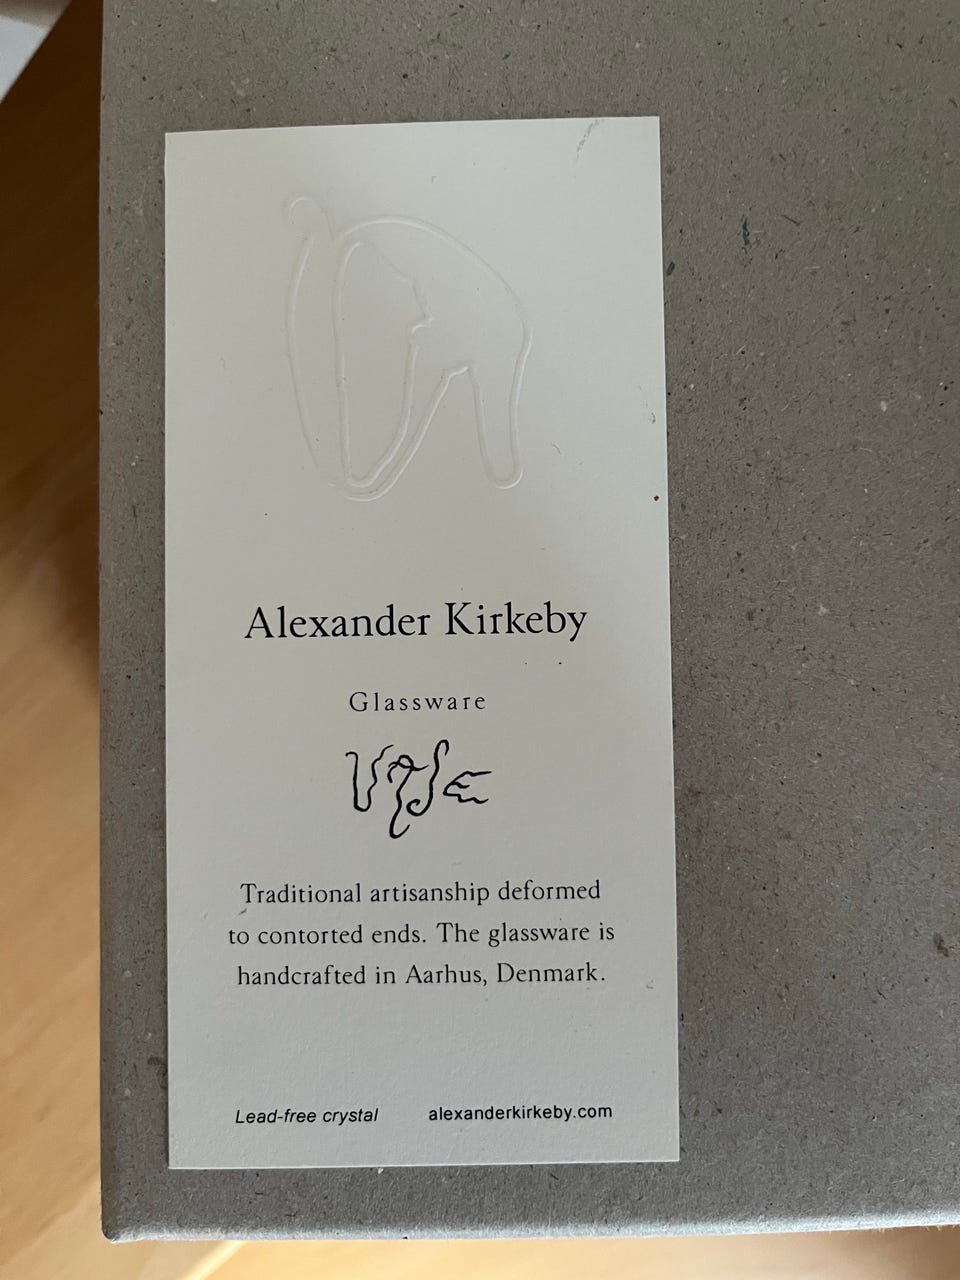 Alexander Kirkeby
Glassware
Traditional artisanship deformed
to contorted ends. The glassware is
handcrafted in Aarhus, Denmark.
Lead-free crystal
alexanderkirkeby.com